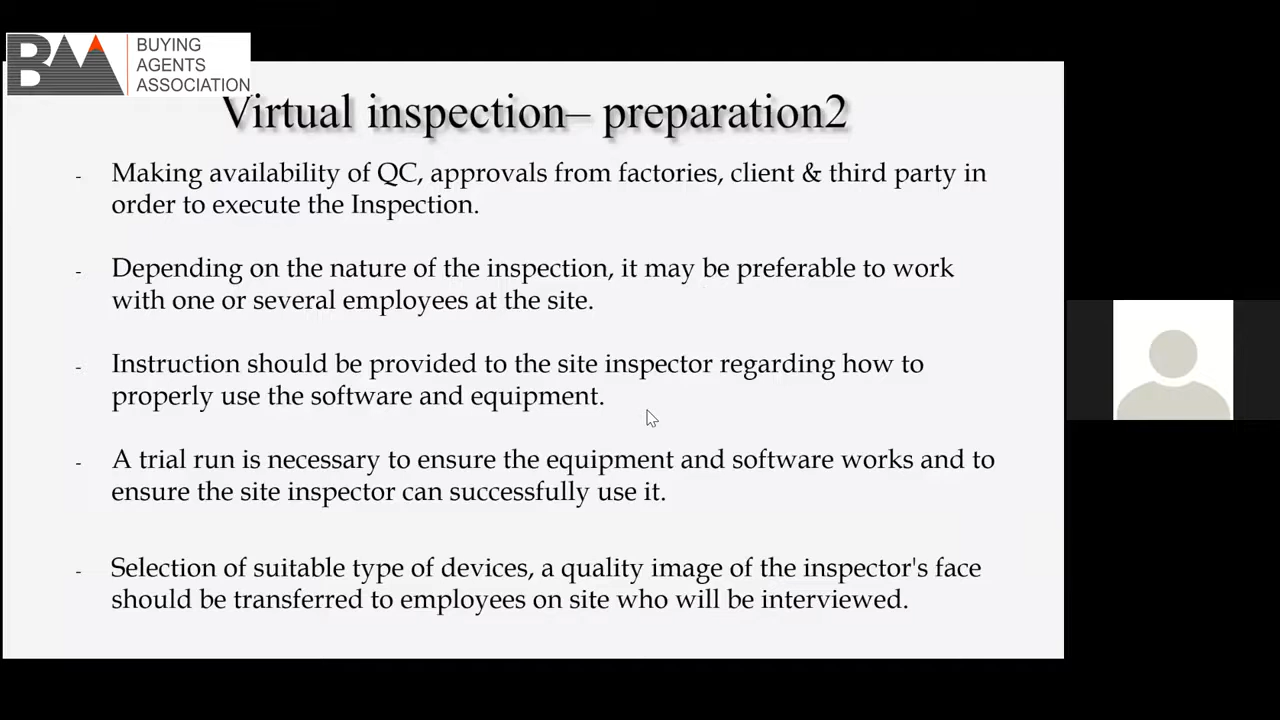 BAA
BUYING
AGENTS
ASSOCIATION
Virtual inspection– preparation2
- Making availability of QC, approvals from factories, client & third party in
order to execute the Inspection.
- Depending on the nature of the inspection, it may be preferable to work
with one or several employees at the site.
- Instruction should be provided to the site inspector regarding how to
properly use the software and equipment.
- A trial run is necessary to ensure the equipment and software works and to
ensure the site inspector can successfully use it.
- Selection of suitable type of devices, a quality image of the inspector's face
should be transferred to employees on site who will be interviewed.